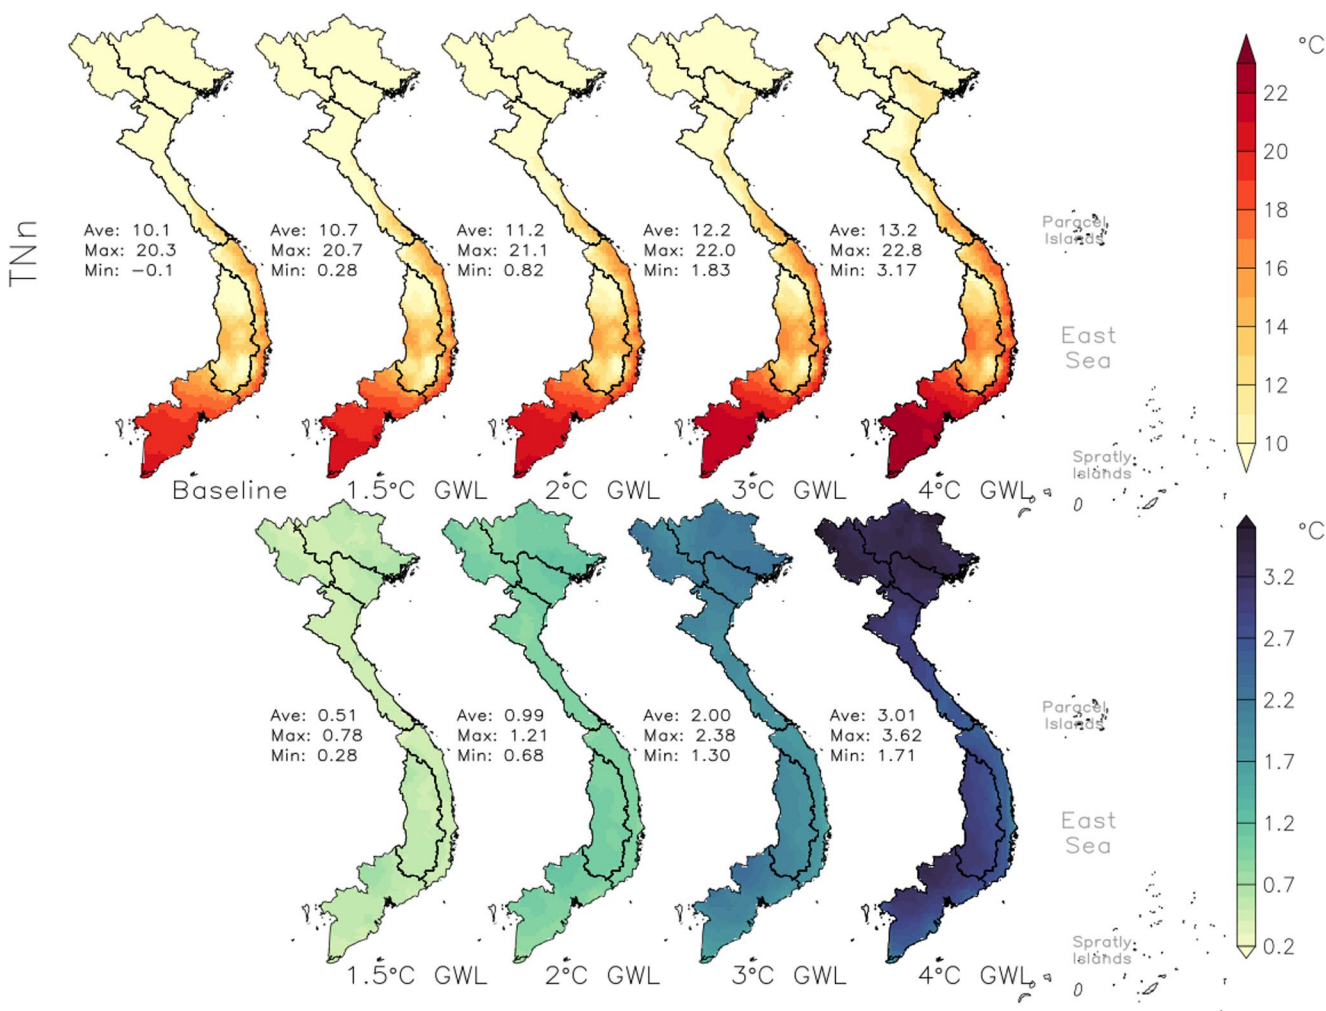 °C
22
20
18
16
14
12
10
TNn
Ave: 10.1
Max: 20.3
Min: −0.1
Ave: 10.7
Max: 20.7
Min: 0.28
Ave: 11.2
Max: 21.1
Min: 0.82
Ave: 12.2
Max: 22.0
Min: 1.83
Ave: 13.2
Max: 22.8
Min: 3.17
Paracel
Islands
East
Sea
Spratly
Islands
Baseline
1.5°C GWL
2°C GWL
3°C GWL
4°C GWL
°C
3.2
2.7
2.2
1.7
1.2
0.7
0.2
Ave: 0.51
Max: 0.78
Min: 0.28
Ave: 0.99
Max: 1.21
Min: 0.68
Ave: 2.00
Max: 2.38
Min: 1.30
Ave: 3.01
Max: 3.62
Min: 1.71
Paracel
Islands
East
Sea
Spratly
Islands
1.5°C GWL
2°C GWL
3°C GWL
4°C GWL